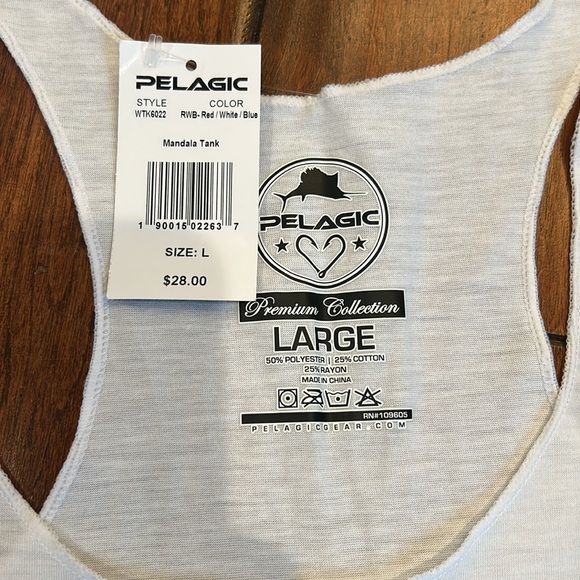 PELAGIC
STYLE COLOR
WTK6022 RWB- Red / White / Blue
Mandala Tank
1 90015 02263 7
SIZE: L
$28.00
PELAGIC
Premium Collection
LARGE
50% POLYESTER | 25% COTTON
25% RAYON
MADE IN CHINA
RN#109605
PELAGICGEAR.COM